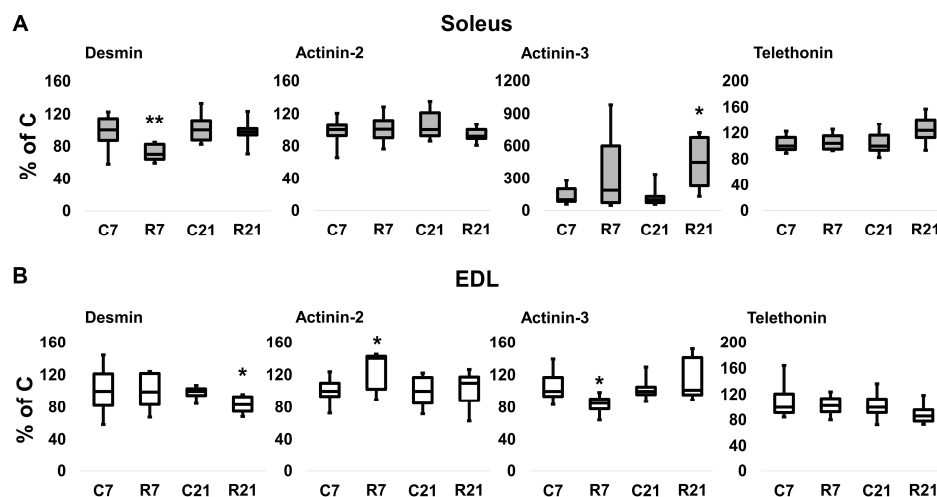 A
Soleus
Desmin
Actinin-2
Actinin-3
Telethonin
% of C
160
120
80
40
0
**
C7 R7 C21 R21
160
120
80
40
0
C7 R7 C21 R21
1200
900
600
300
0
*
C7 R7 C21 R21
200
160
120
80
40
0
C7 R7 C21 R21
B
EDL
Desmin
Actinin-2
Actinin-3
Telethonin
% of C
160
120
80
40
0
*
C7 R7 C21 R21
160
120
80
40
0
*
C7 R7 C21 R21
160
120
80
40
0
*
C7 R7 C21 R21
200
160
120
80
40
0
C7 R7 C21 R21